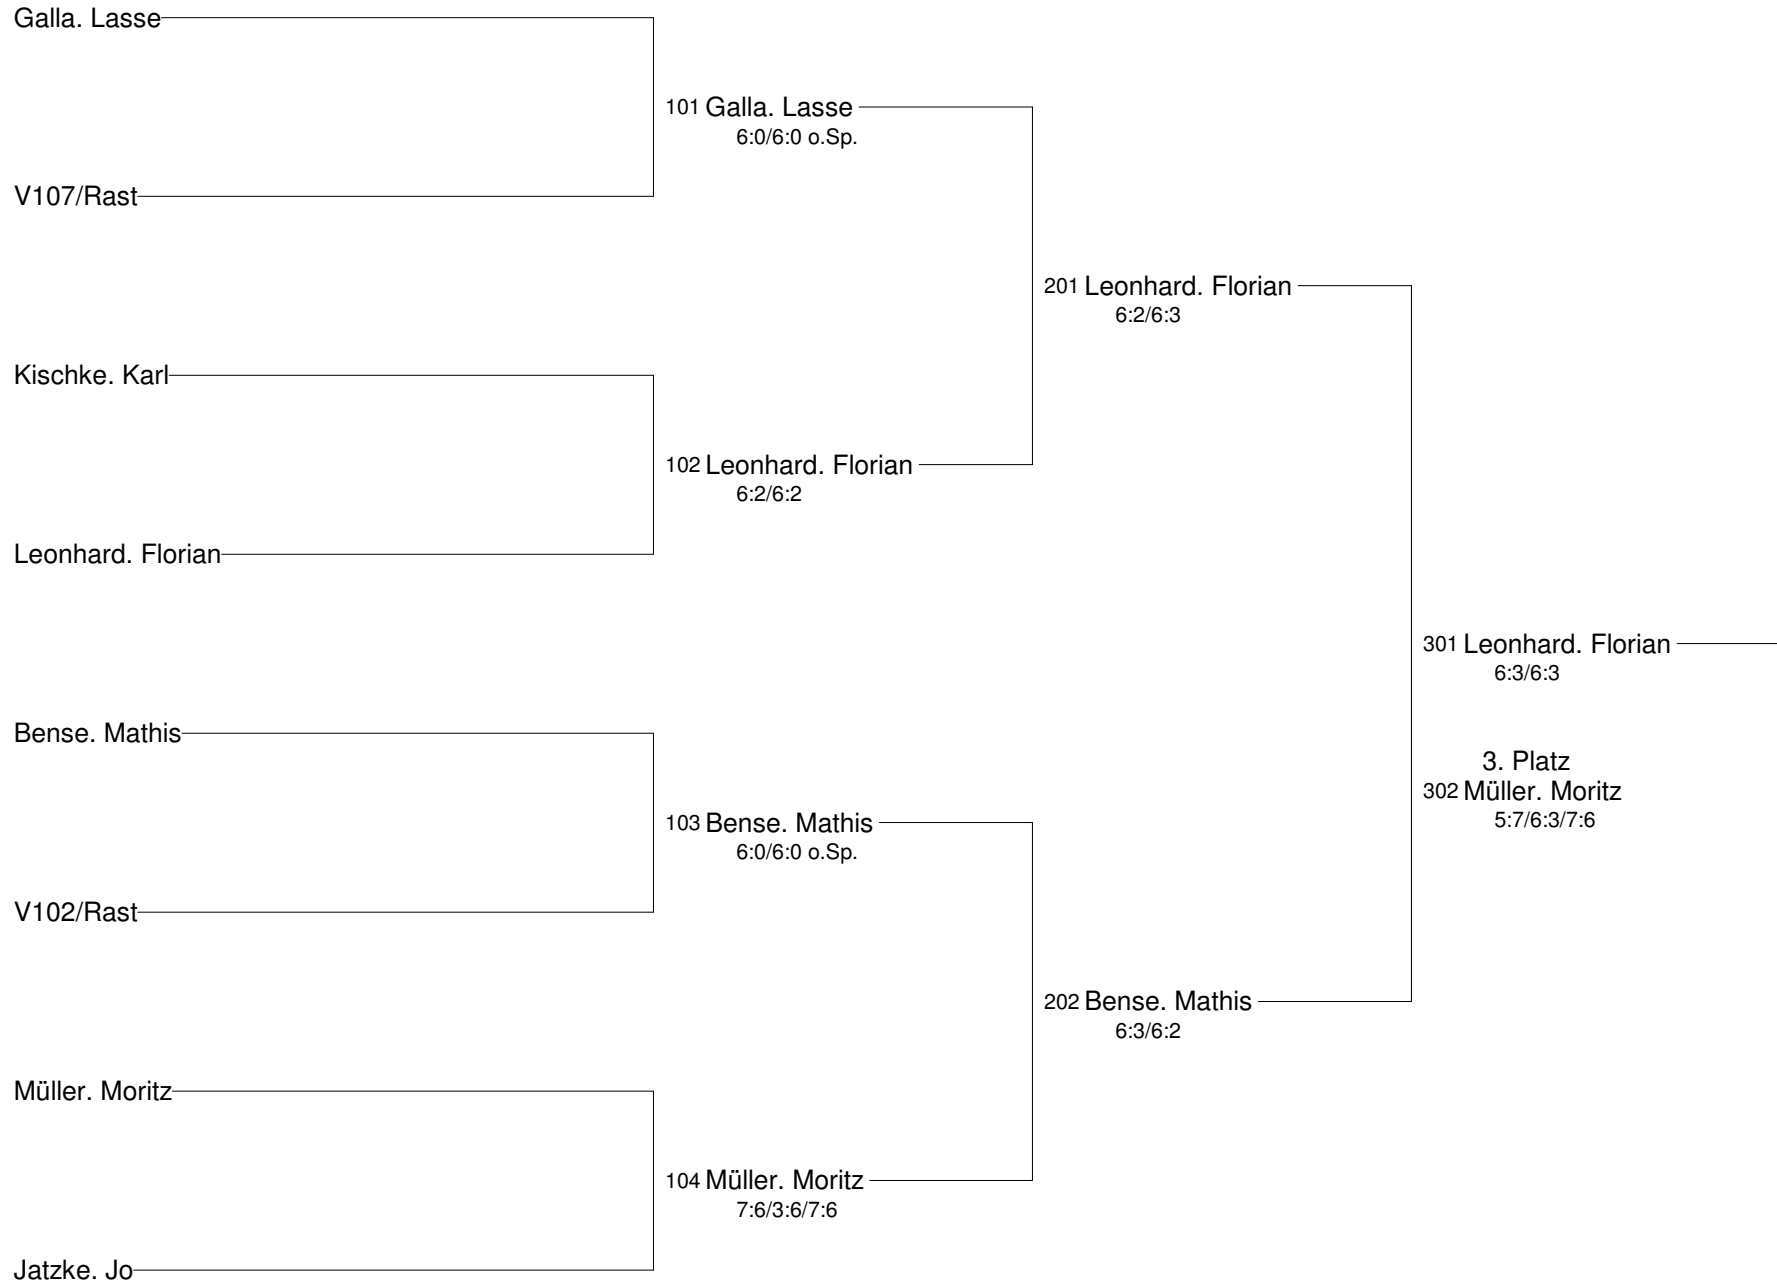 Galla. Lasse
101 Galla. Lasse
6:0/6:0 o.Sp.
V107/Rast
201 Leonhard. Florian
6:2/6:3
Kischke. Karl
102 Leonhard. Florian
6:2/6:2
Leonhard. Florian
301 Leonhard. Florian
6:3/6:3
Bense. Mathis
3. Platz
302 Müller. Moritz
5:7/6:3/7:6
103 Bense. Mathis
6:0/6:0 o.Sp.
V102/Rast
202 Bense. Mathis
6:3/6:2
Müller. Moritz
104 Müller. Moritz
7:6/3:6/7:6
Jatzke. Jo